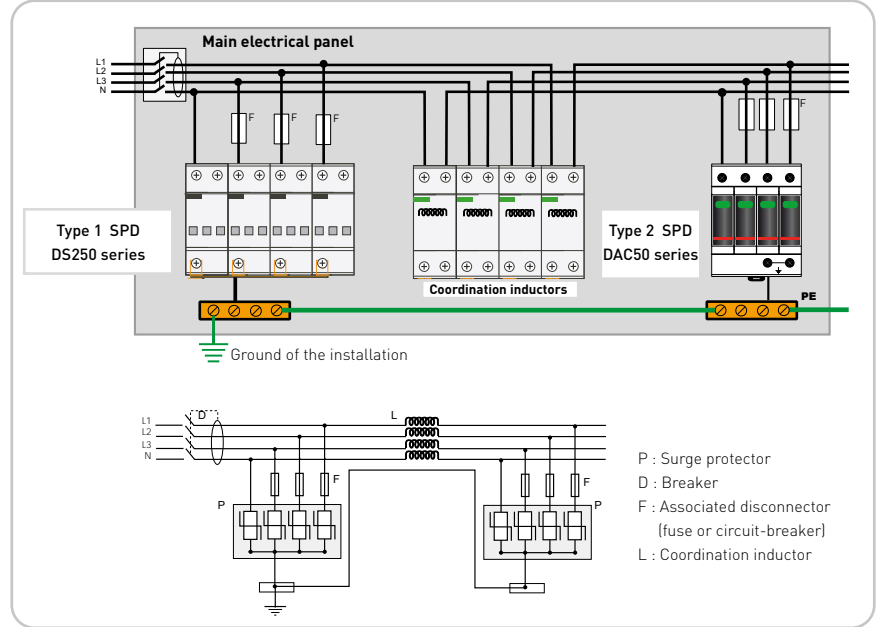 Main electrical panel
L1
L2
L3
N
F
F
F
F
Type 1 SPD
DS250 series
Type 2 SPD
DAC50 series
Coordination inductors
PE
Ground of the installation
L1
L2
L3
N
D
L
F
F
P
P
P : Surge protector
D : Breaker
F : Associated disconnector
(fuse or circuit-breaker)
L : Coordination inductor